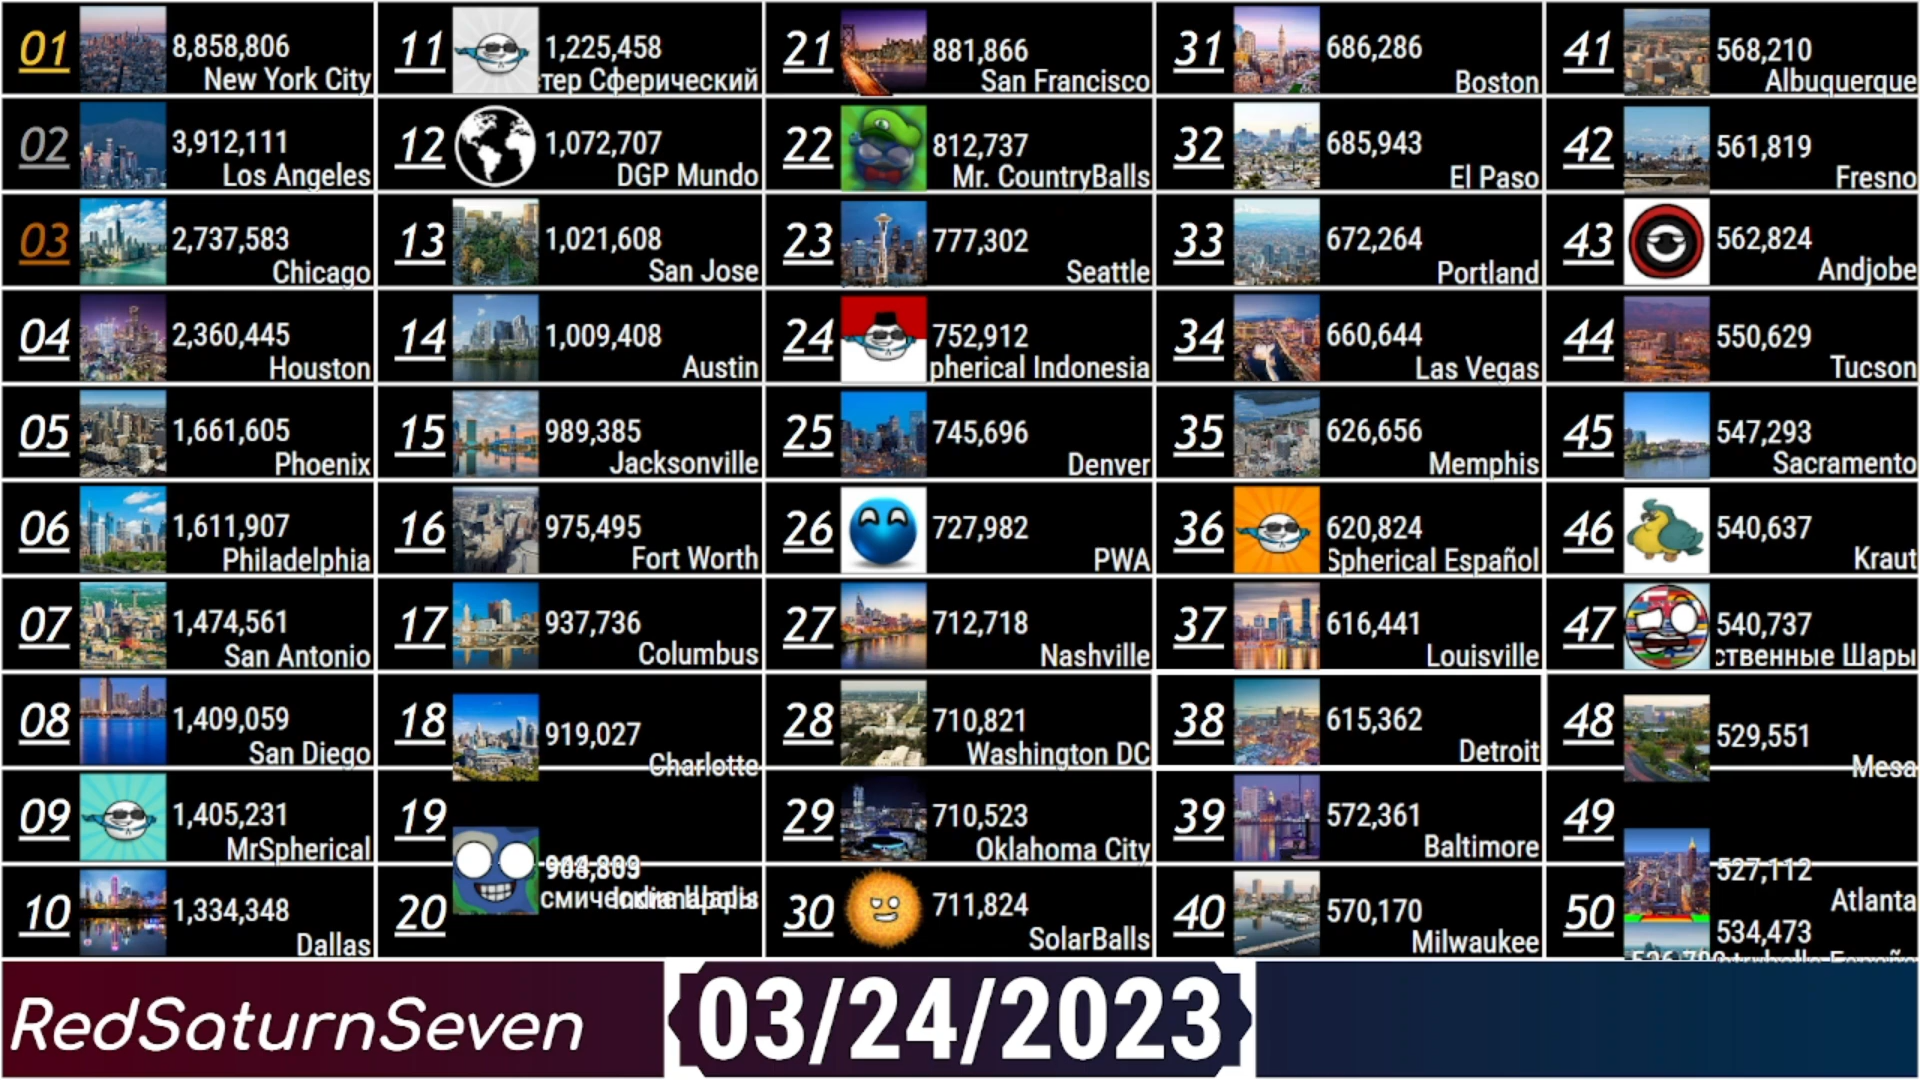 01
8,858,806
New York City
02
3,912,111
Los Angeles
03
2,737,583
Chicago
04
2,360,445
Houston
05
1,661,605
Phoenix
06
1,611,907
Philadelphia
07
1,474,561
San Antonio
08
1,409,059
San Diego
09
1,405,231
MrSpherical
10
1,334,348
Dallas
11
1,225,458
тер Сферический
12
1,072,707
DGP Mundo
13
1,021,608
San Jose
14
1,009,408
Austin
15
989,385
Jacksonville
16
975,495
Fort Worth
17
937,736
Columbus
18
919,027
Charlotte
19
20
21
881,866
San Francisco
22
812,737
Mr. CountryBalls
23
777,302
Seattle
24
752,912
pherical Indonesia
25
745,696
Denver
26
727,982
PWA
27
712,718
Nashville
28
710,821
Washington DC
29
710,523
Oklahoma City
30
711,824
SolarBalls
31
686,286
Boston
32
685,943
El Paso
33
672,264
Portland
34
660,644
Las Vegas
35
626,656
Memphis
36
620,824
Spherical Español
37
616,441
Louisville
38
615,362
Detroit
39
572,361
Baltimore
40
570,170
Milwaukee
41
568,210
Albuquerque
42
561,819
Fresno
43
562,824
Andjobe
44
550,629
Tucson
45
547,293
Sacramento
46
540,637
Kraut
47
540,737
ственные Шары
48
529,551
Mesa
49
527,112
Atlanta
50
534,473
RedSaturnSeven
03/24/2023